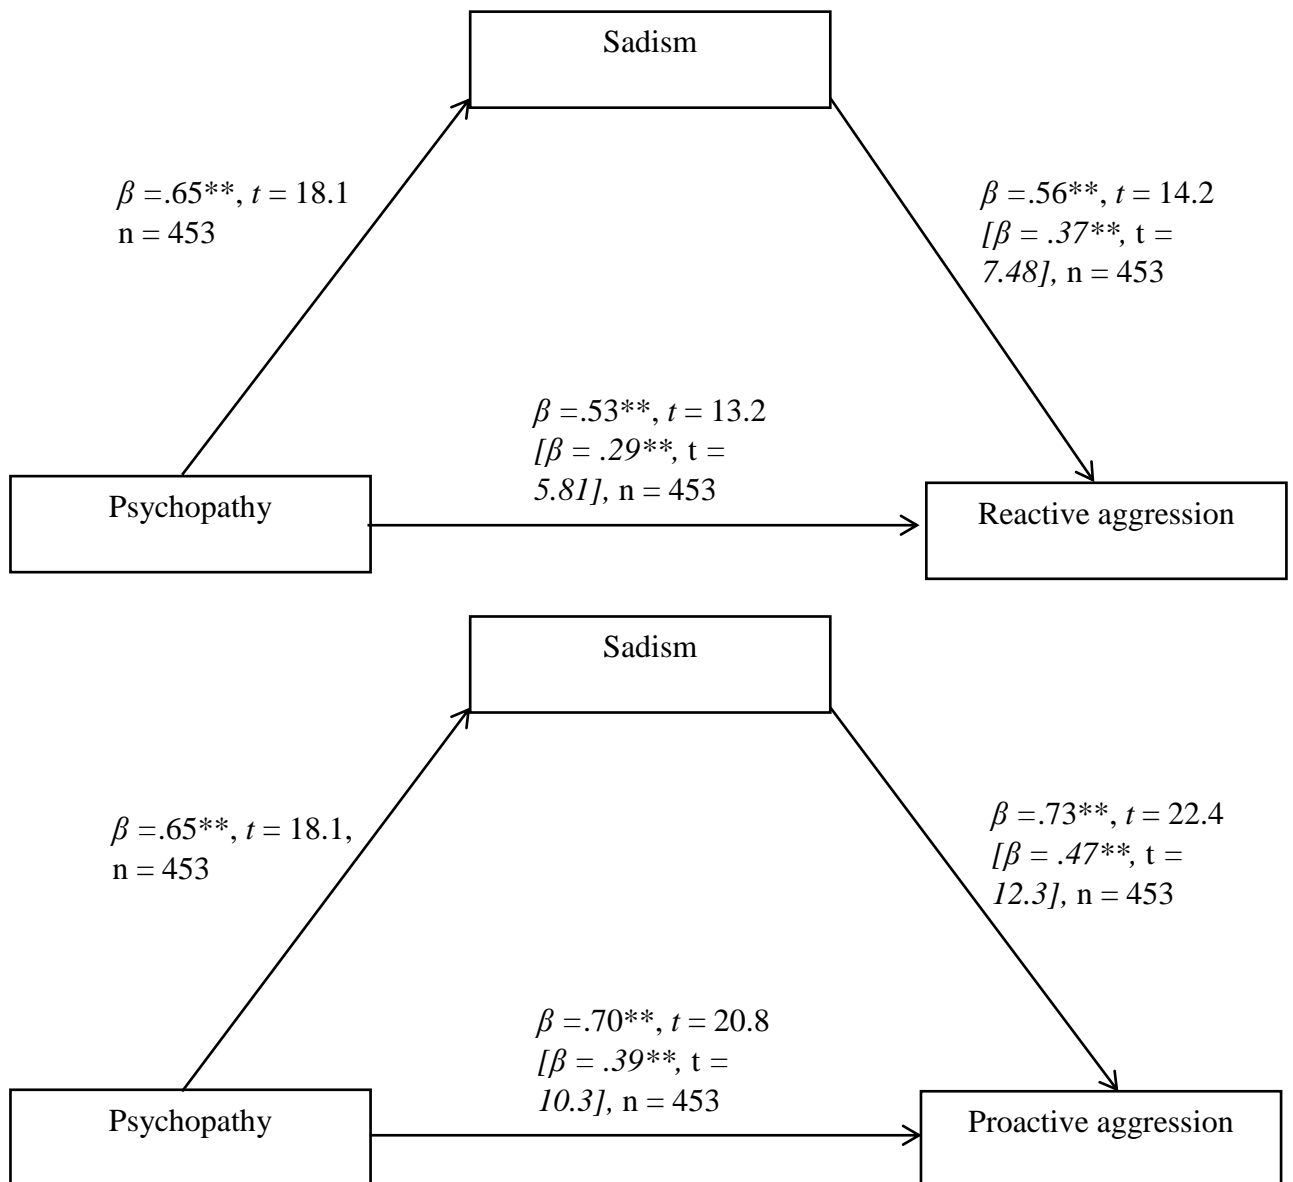 Sadism
β =.65**, t = 18.1
n = 453
β =.56**, t = 14.2
[β = .37**, t =
7.48], n = 453
β =.53**, t = 13.2
[β = .29**, t =
5.81], n = 453
Psychopathy
Reactive aggression
Sadism
β =.65**, t = 18.1,
n = 453
β =.73**, t = 22.4
[β = .47**, t =
12.3], n = 453
β =.70**, t = 20.8
[β = .39**, t =
10.3], n = 453
Psychopathy
Proactive aggression